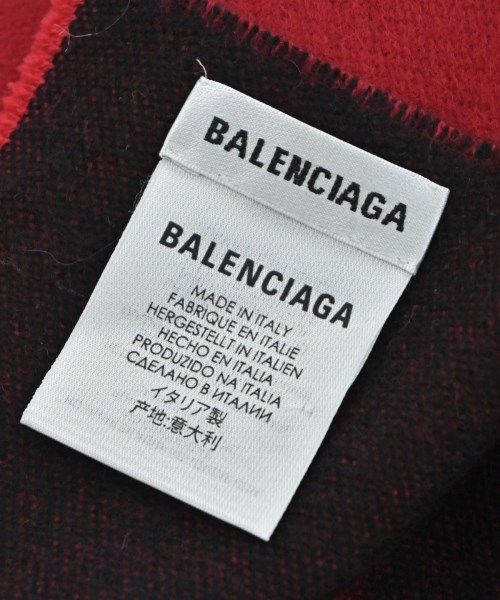 BALENCIAGA
BALENCIAGA
MADE IN ITALY
FABRIQUE EN ITALIE
HERGESTELLT IN ITALIEN
HECHO EN ITALIA
PRODUZIDO NA ITALIA
СДЕЛАНО В ИТАЛИИ
イタリア製
产地:意大利